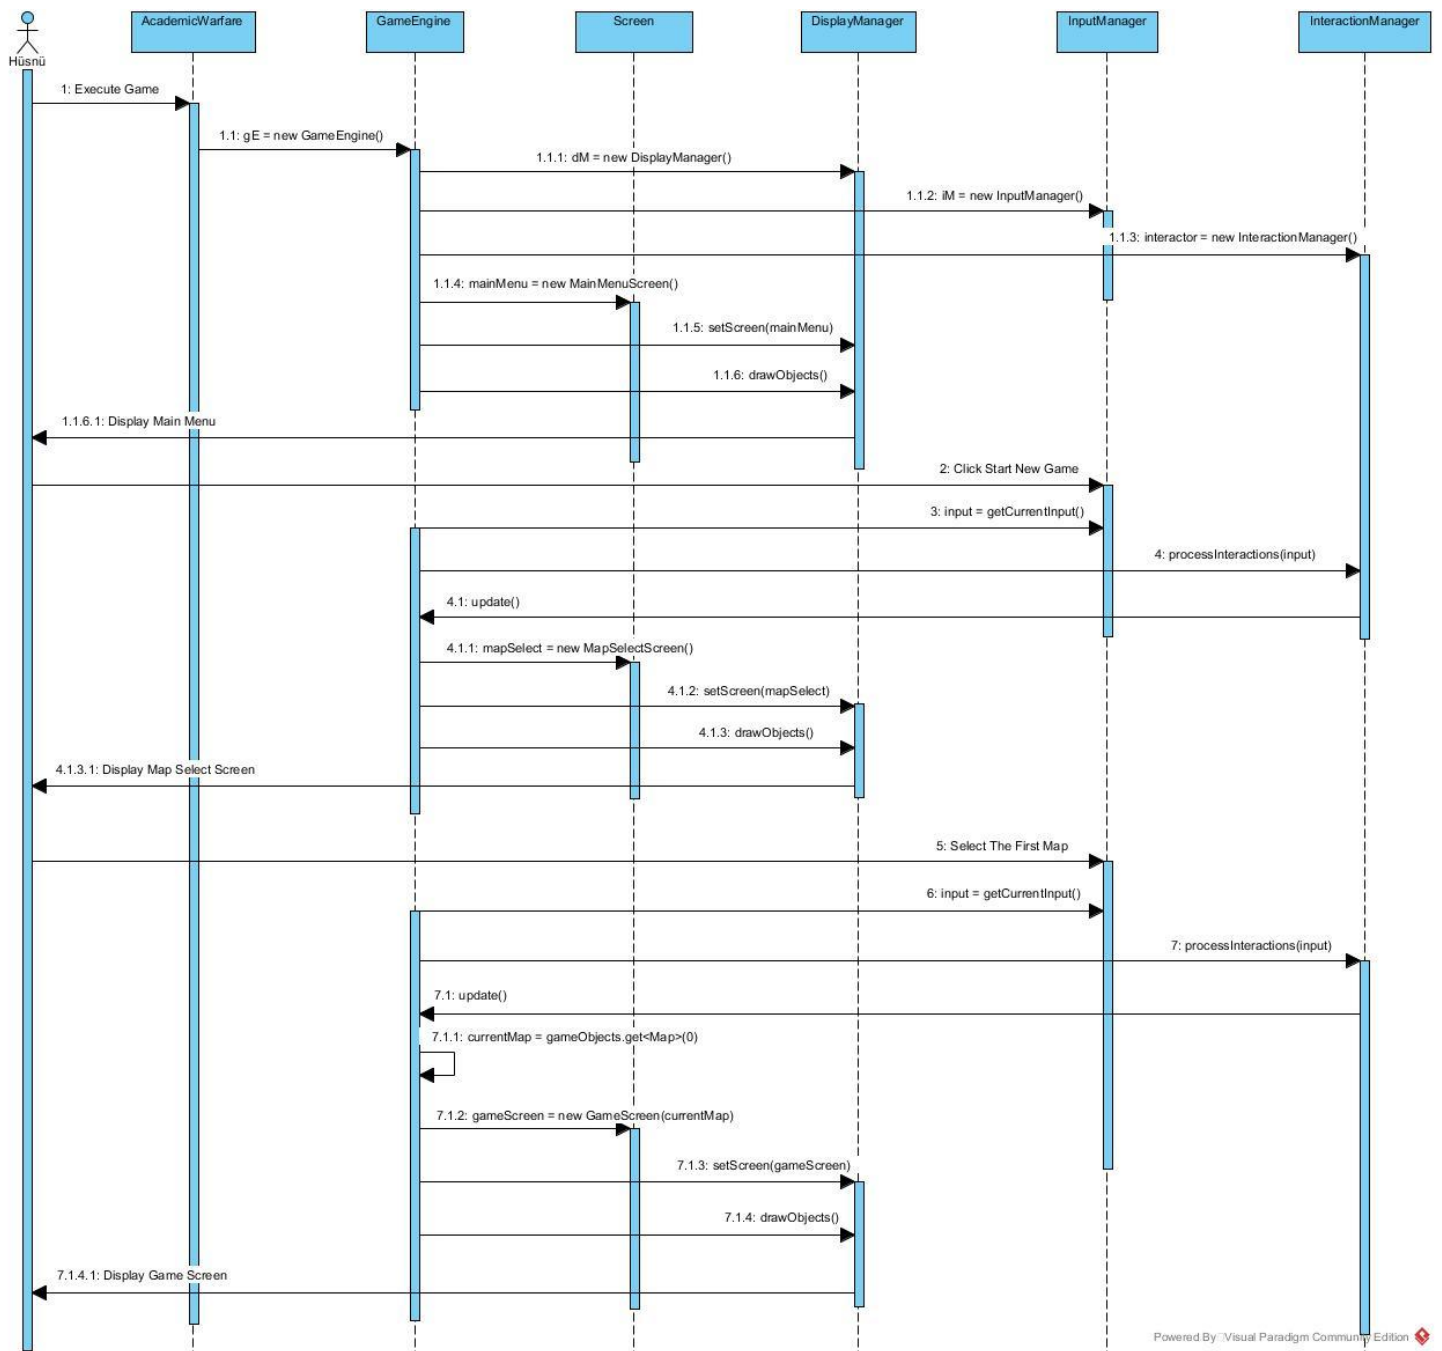 AcademicWarfare
GameEngine
Screen
DisplayManager
InputManager
InteractionManager
Hüsnü
1: Execute Game
1.1: gE = new GameEngine()
1.1.1: dM = new DisplayManager()
1.1.2: iM = new InputManager()
1.1.3: interactor = new InteractionManager()
1.1.4: mainMenu = new MainMenuScreen()
1.1.5: setScreen(mainMenu)
1.1.6: drawObjects()
1.1.6.1: Display Main Menu
2: Click Start New Game
3: input = getCurrentInput()
4: processInteractions(input)
4.1: update()
4.1.1: mapSelect = new MapSelectScreen()
4.1.2: setScreen(mapSelect)
4.1.3: drawObjects()
4.1.3.1: Display Map Select Screen
5: Select The First Map
6: input = getCurrentInput()
7: processInteractions(input)
7.1: update()
7.1.1: currentMap = gameObjects.get<Map>(0)
7.1.2: gameScreen = new GameScreen(currentMap)
7.1.3: setScreen(gameScreen)
7.1.4: drawObjects()
7.1.4.1: Display Game Screen
Powered By Visual Paradigm Community Edition